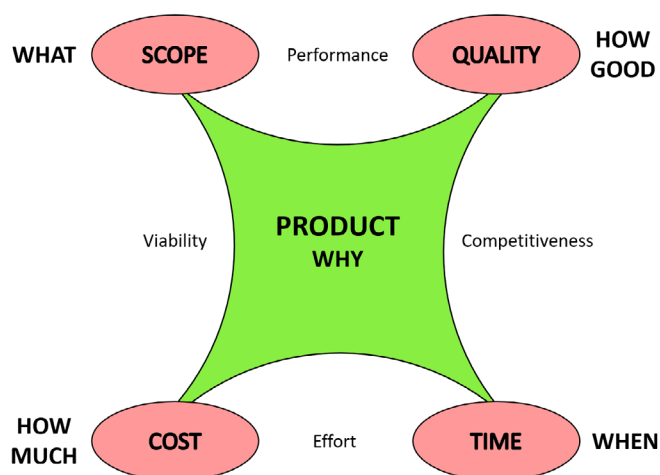 WHAT
SCOPE
Performance
QUALITY
HOW
GOOD
Viability
PRODUCT
WHY
Competitiveness
HOW
MUCH
COST
Effort
TIME
WHEN